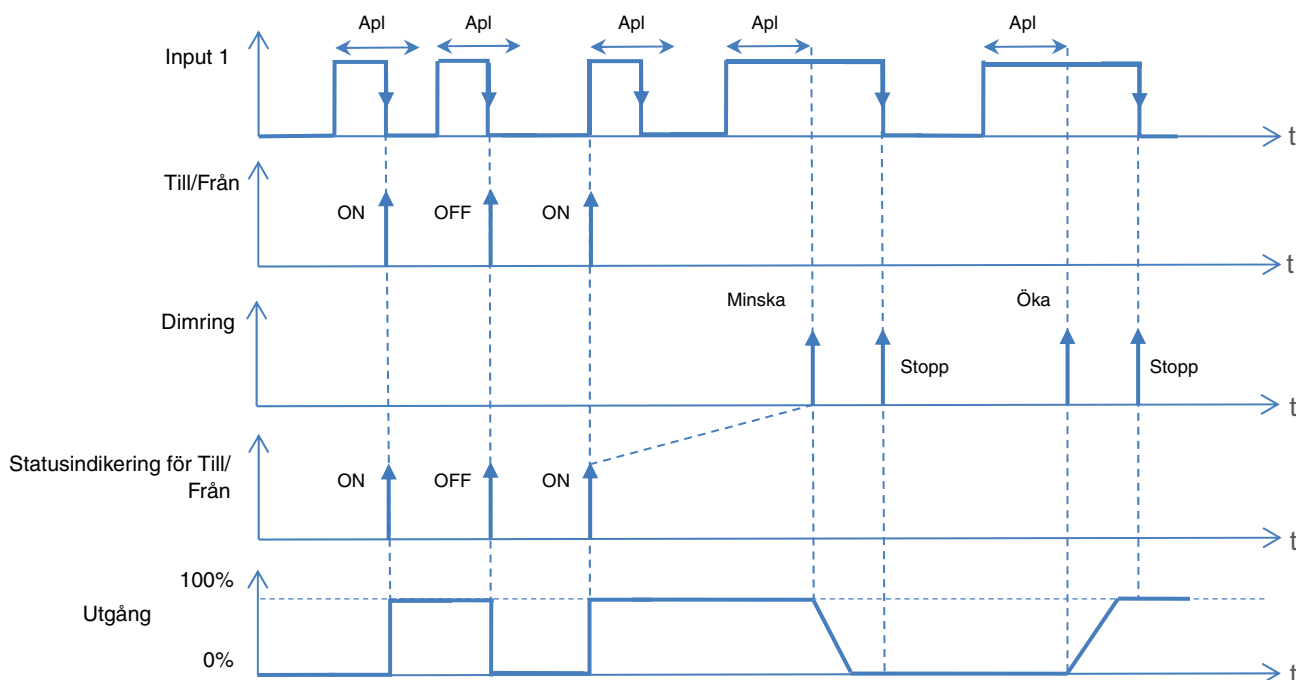 Apl Apl Apl Apl Apl
Input 1
t
Till/Från
ON OFF ON
t
Minska Öka
Dimring
Stopp Stopp
t
Statusindikering för Till/
Från
ON OFF ON
t
100%
Utgång
0%
t